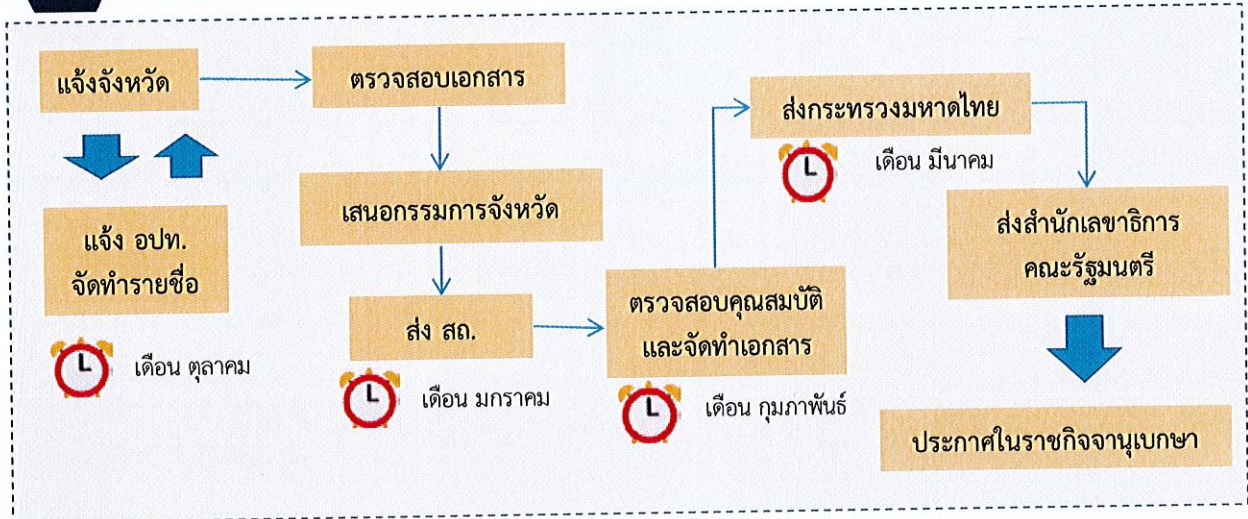 แจ้งจังหวัด
ตรวจสอบเอกสาร
ส่งกระทรวงมหาดไทย
เดือน มีนาคม
แจ้ง อปท.
จัดทำรายชื่อ
เดือน ตุลาคม
เสนอกรรมการจังหวัด
ส่ง สถ.
เดือน มกราคม
ตรวจสอบคุณสมบัติ
และจัดทำเอกสาร
เดือน กุมภาพันธ์
ส่งสำนักเลขาธิการ
คณะรัฐมนตรี
ประกาศในราชกิจจานุเบกษา